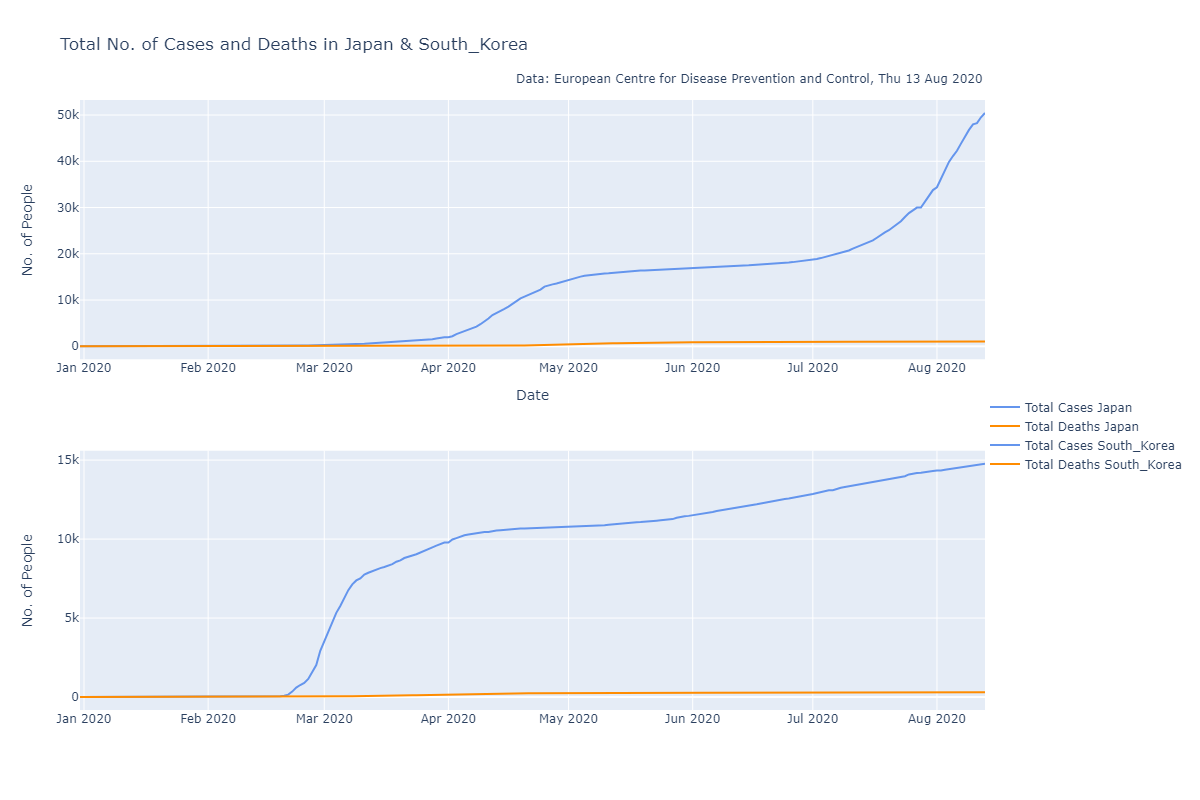 Total No. of Cases and Deaths in Japan & South_Korea
Data: European Centre for Disease Prevention and Control, Thu 13 Aug 2020
No. of People
50k
40k
30k
20k
10k
0
Jan 2020 Feb 2020 Mar 2020 Apr 2020 May 2020 Jun 2020 Jul 2020 Aug 2020
Date
Total Cases Japan
Total Deaths Japan
Total Cases South_Korea
Total Deaths South_Korea
No. of People
15k
10k
5k
0
Jan 2020 Feb 2020 Mar 2020 Apr 2020 May 2020 Jun 2020 Jul 2020 Aug 2020